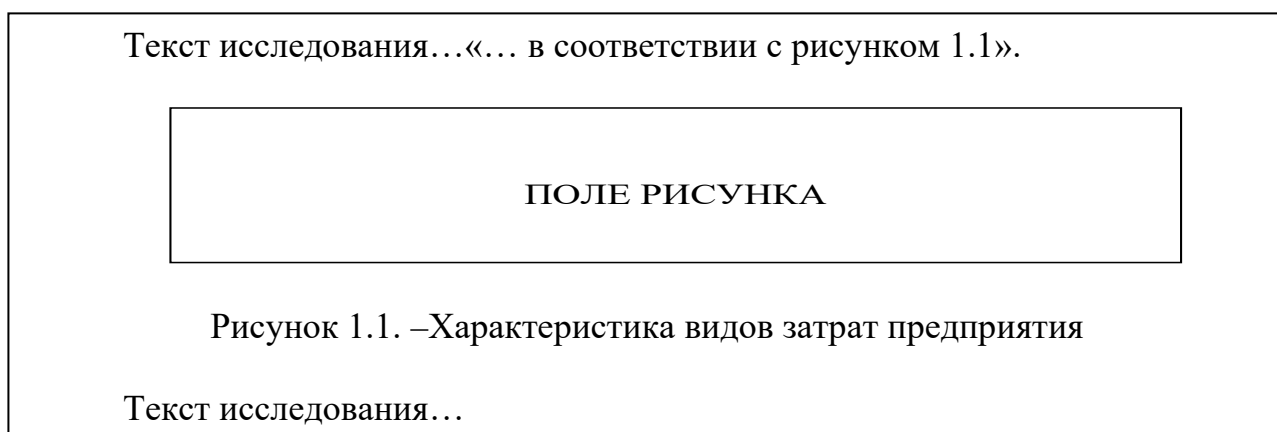 Текст исследования…«… в соответствии с рисунком 1.1».
ПОЛЕ РИСУНКА
Рисунок 1.1. –Характеристика видов затрат предприятия
Текст исследования…